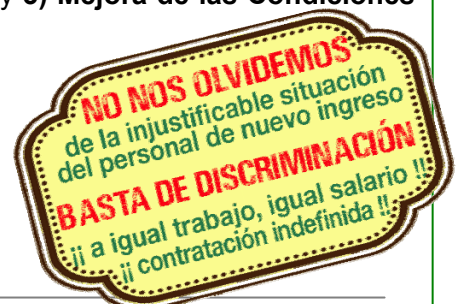 y 3) Mejora de las Condiciones
NO NOS OLVIDEMOS
de la injustificable situación
del personal de nuevo ingreso
BASTA DE DISCRIMINACIÓN
¡¡ a igual trabajo, igual salario !!
¡¡ contratación indefinida !!